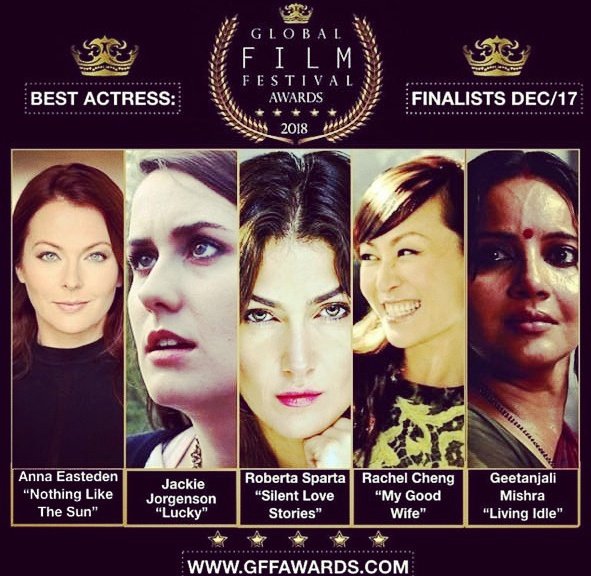 GLOBAL
FILM
FESTIVAL
AWARDS
2018
BEST ACTRESS:
FINALISTS DEC/17
Anna Easteden
“Nothing Like
The Sun”
Jackie
Jorgenson
“Lucky”
Roberta Sparta
“Silent Love
Stories”
Rachel Cheng
“My Good
Wife”
Geetanjali
Mishra
“Living Idle”
WWW.GFFAWARDS.COM